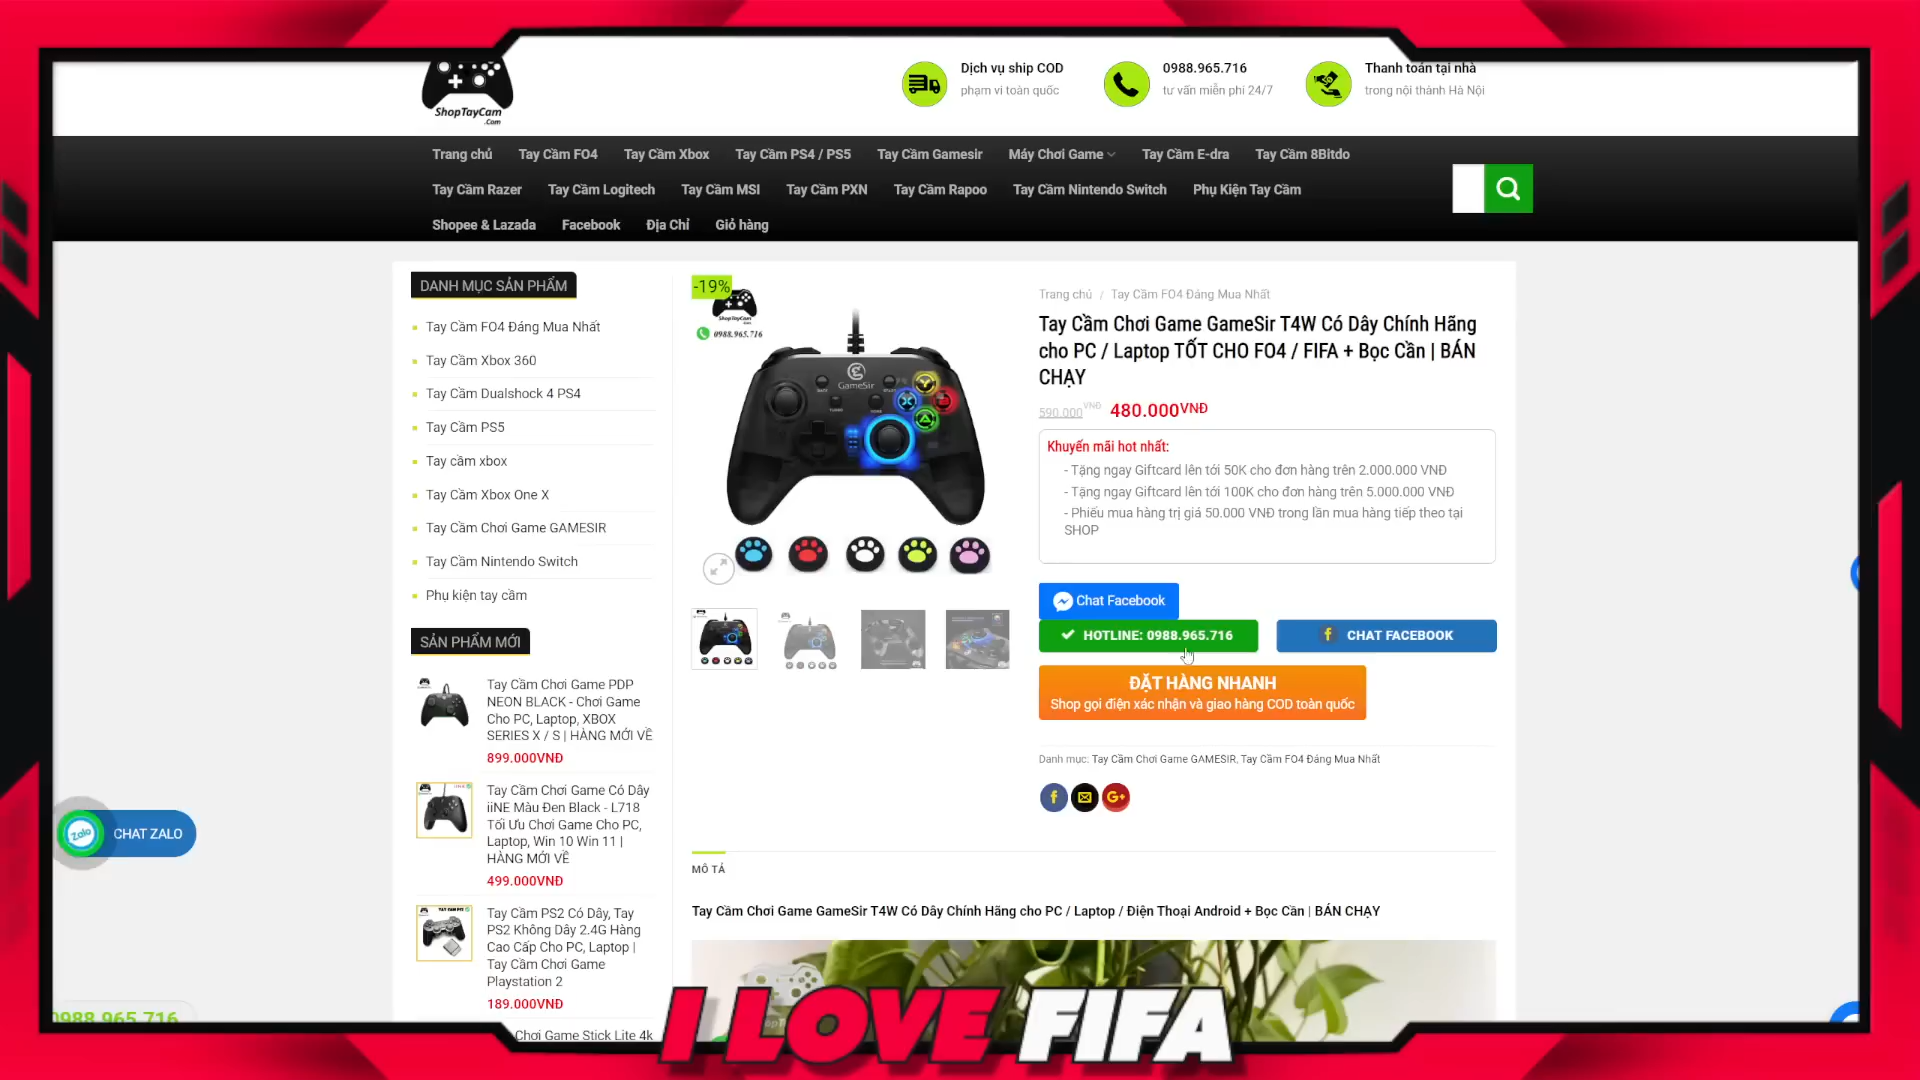 ShopTayCam
.Com
Dịch vụ ship COD
phạm vi toàn quốc
0988.965.716
tư vấn miễn phí 24/7
Thanh toán tại nhà
trong nội thành Hà Nội
Trang chủ Tay Cầm FO4 Tay Cầm Xbox Tay Cầm PS4 / PS5 Tay Cầm Gamesir Máy Chơi Game Tay Cầm E-dra Tay Cầm 8Bitdo
Tay Cầm Razer Tay Cầm Logitech Tay Cầm MSI Tay Cầm PXN Tay Cầm Rapoo Tay Cầm Nintendo Switch Phụ Kiện Tay Cầm
Shopee & Lazada Facebook Địa Chỉ Giỏ hàng
DANH MỤC SẢN PHẨM
Tay Cầm FO4 Đáng Mua Nhất
Tay Cầm Xbox 360
Tay Cầm Dualshock 4 PS4
Tay Cầm PS5
Tay cầm xbox
Tay Cầm Xbox One X
Tay Cầm Chơi Game GAMESIR
Tay Cầm Nintendo Switch
Phụ kiện tay cầm
SẢN PHẨM MỚI
Tay Cầm Chơi Game PDP
NEON BLACK - Chơi Game
Cho PC, Laptop, XBOX
SERIES X / S | HÀNG MỚI VỀ
899.000VNĐ
Tay Cầm Chơi Game Có Dây
iiNE Màu Đen Black - L718
Tối Ưu Chơi Game Cho PC,
Laptop, Win 10 Win 11 |
HÀNG MỚI VỀ
499.000VNĐ
Tay Cầm PS2 Có Dây, Tay
PS2 Không Dây 2.4G Hàng
Cao Cấp Cho PC, Laptop |
Tay Cầm Chơi Game
Playstation 2
189.000VNĐ
Chơi Game Stick Lite 4k
-19%
ShopTayCam
0988.965.716
GameSir
Trang chủ / Tay Cầm FO4 Đáng Mua Nhất
Tay Cầm Chơi Game GameSir T4W Có Dây Chính Hãng
cho PC / Laptop TỐT CHO FO4 / FIFA + Bọc Cần | BÁN
CHẠY
590.000VNĐ 480.000VNĐ
Khuyến mãi hot nhất:
- Tặng ngay Giftcard lên tới 50K cho đơn hàng trên 2.000.000 VNĐ
- Tặng ngay Giftcard lên tới 100K cho đơn hàng trên 5.000.000 VNĐ
- Phiếu mua hàng trị giá 50.000 VNĐ trong lần mua hàng tiếp theo tại
SHOP
Chat Facebook
HOTLINE: 0988.965.716
CHAT FACEBOOK
ĐẶT HÀNG NHANH
Shop gọi điện xác nhận và giao hàng COD toàn quốc
Danh mục: Tay Cầm Chơi Game GAMESIR, Tay Cầm FO4 Đáng Mua Nhất
MÔ TẢ
Tay Cầm Chơi Game GameSir T4W Có Dây Chính Hãng cho PC / Laptop / Điện Thoại Android + Bọc Cần | BÁN CHẠY
Zalo CHAT ZALO
0988.965.716
I LOVE FIFA